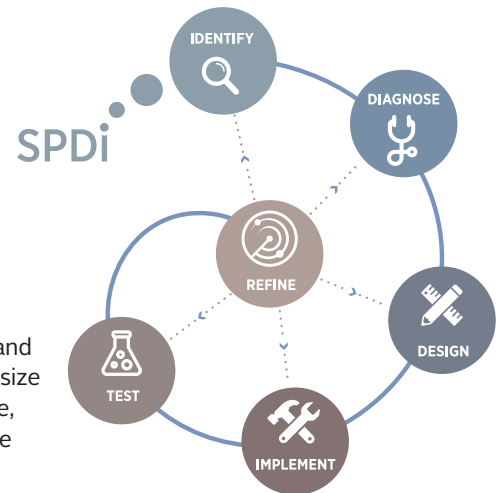 IDENTIFY
DIAGNOSE
SPDi
REFINE
DESIGN
TEST
IMPLEMENT
and
size
e,
e